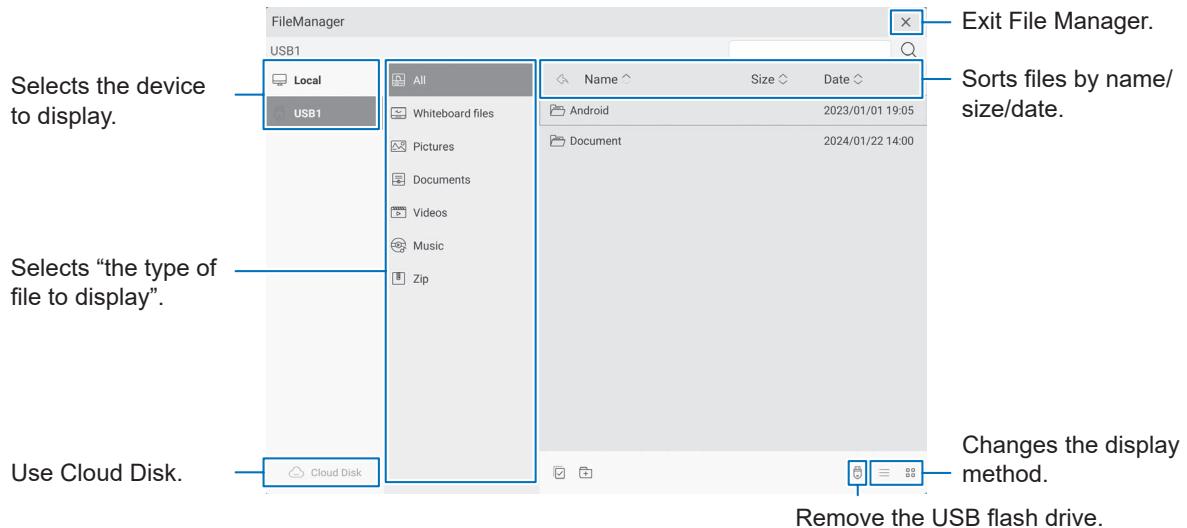 FileManager
Exit File Manager.
USB1
Selects the device
to display.
Local
USB1
All
Whiteboard files
Pictures
Documents
Videos
Music
Zip
Name
Size
Date
Android
2023/01/01 19:05
Document
2024/01/22 14:00
Sorts files by name/
size/date.
Selects “the type of
file to display”.
Use Cloud Disk.
Cloud Disk
Changes the display
method.
Remove the USB flash drive.